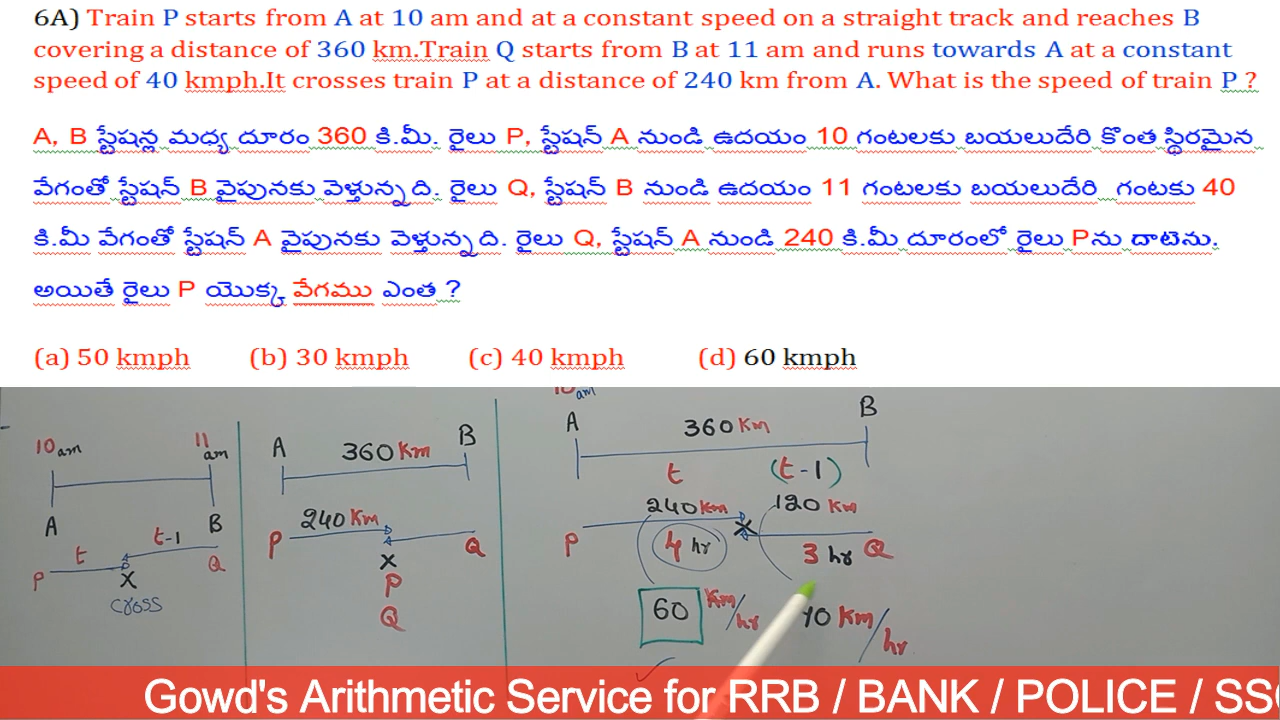 6A) Train P starts from A at 10 am and at a constant speed on a straight track and reaches B
covering a distance of 360 km.Train Q starts from B at 11 am and runs towards A at a constant
speed of 40 kmph.It crosses train P at a distance of 240 km from A. What is the speed of train P ?
A, B స్టేషన్ల మధ్య దూరం 360 కి.మీ. రైలు P, స్టేషన్ A నుండి ఉదయం 10 గంటలకు బయలుదేరి కొంత స్థిరమైన
వేగంతో స్టేషన్ B వైపునకు వెళ్తున్నది. రైలు Q, స్టేషన్ B నుండి ఉదయం 11 గంటలకు బయలుదేరి గంటకు 40
కి.మీ వేగంతో స్టేషన్ A వైపునకు వెళ్తున్నది. రైలు Q, స్టేషన్ A నుండి 240 కి.మీ దూరంలో రైలు Pను దాటెను.
అయితే రైలు P యొక్క వేగము ఎంత ?
(a) 50 kmph (b) 30 kmph (c) 40 kmph (d) 60 kmph
10am 11am
A B
t t-1
P X Q
cross
A 360 Km B
240 Km
P X Q
P
Q
10am
A 360 Km B
t (t-1)
240Km 120 Km
P 4 hr X 3 hr Q
60 Km/hr 40 Km/hr
Gowd's Arithmetic Service for RRB / BANK / POLICE / SS